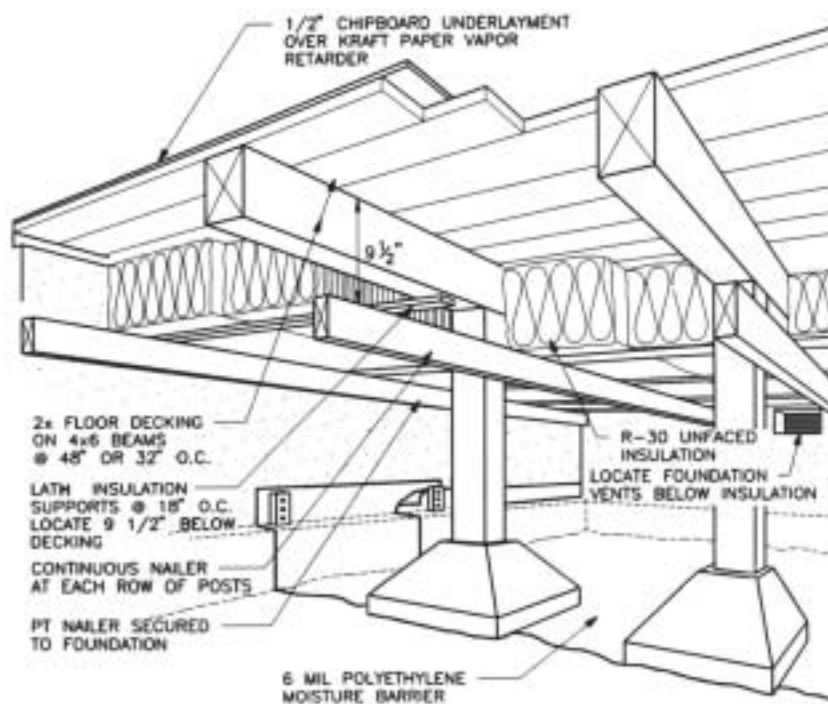 1/2" CHIPBOARD UNDERLAYMENT
OVER KRAFT PAPER VAPOR
RETARDER
9 1/2"
2x FLOOR DECKING
ON 4x6 BEAMS
@ 48" OR 32" O.C.
LATH INSULATION
SUPPORTS @ 18" O.C.
LOCATE 9 1/2" BELOW
DECKING
CONTINUOUS NAILER
AT EACH ROW OF POSTS
PT NAILER SECURED
TO FOUNDATION
R-30 UNFACED
INSULATION
LOCATE FOUNDATION
VENTS BELOW INSULATION
6 MIL POLYETHYLENE
MOISTURE BARRIER